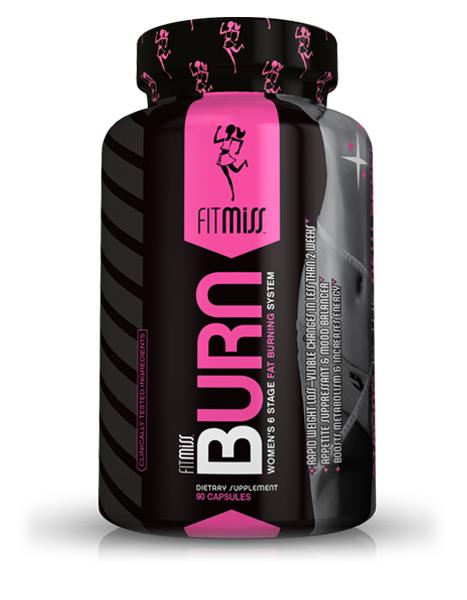 FITMISS
FITMISS
BURN
WOMEN'S 6 STAGE FAT BURNING SYSTEM
CLINICALLY TESTED INGREDIENTS
DIETARY SUPPLEMENT
90 CAPSULES
RAPID WEIGHT LOSS—VISIBLE CHANGES IN LESS THAN 2 WEEKS
APPETITE SUPPRESSANT & MOOD BALANCER
BOOSTS METABOLISM & INCREASES ENERGY